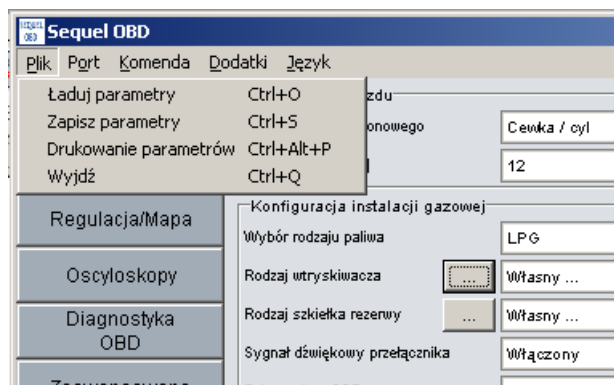 SEQUEL OBD
Sequel OBD
Plik Port Komenda Dodatki Język
Ładuj parametry Ctrl+O
Zapisz parametry Ctrl+S
Drukowanie parametrów Ctrl+Alt+P
Wyjdź Ctrl+Q
zdu
onowego Cewka / cyl
12
Regulacja/Mapa
Oscyloskopy
Diagnostyka
OBD
Konfiguracja instalacji gazowej
Wybór rodzaju paliwa LPG
Rodzaj wtryskiwacza ... Własny ...
Rodzaj szkiełka rezerwy ... Własny ...
Sygnał dźwiękowy przełącznika Włączony